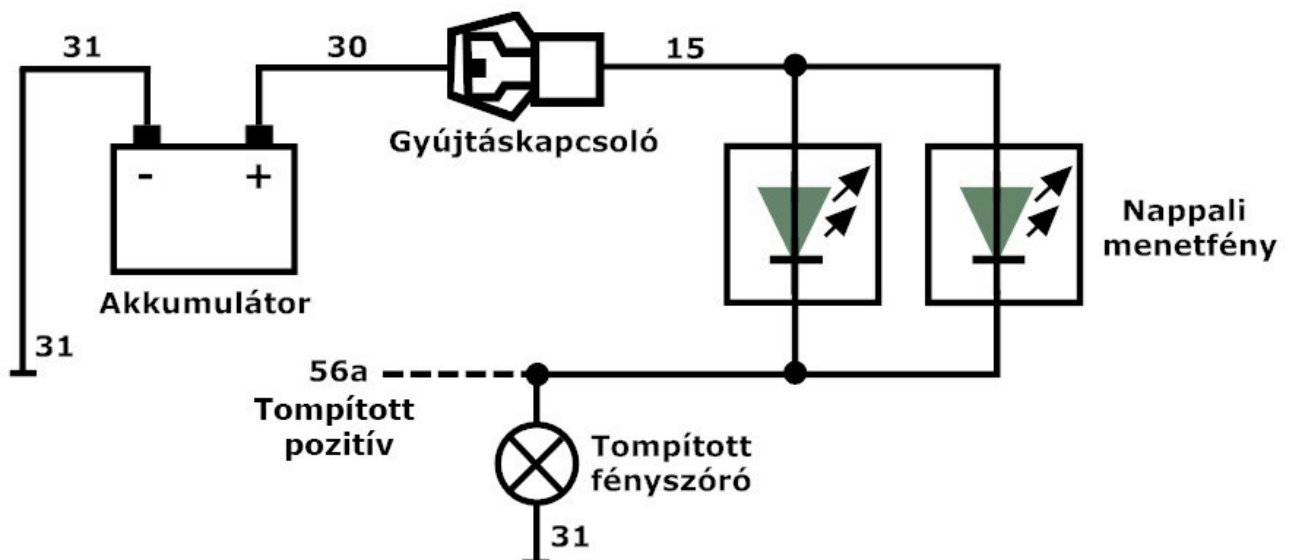 31
30
15
Gyújtáskapcsoló
- +
Akkumulátor
Nappali
menetfény
31
56a
Tompított
pozitív
Tompított
fényszóró
31